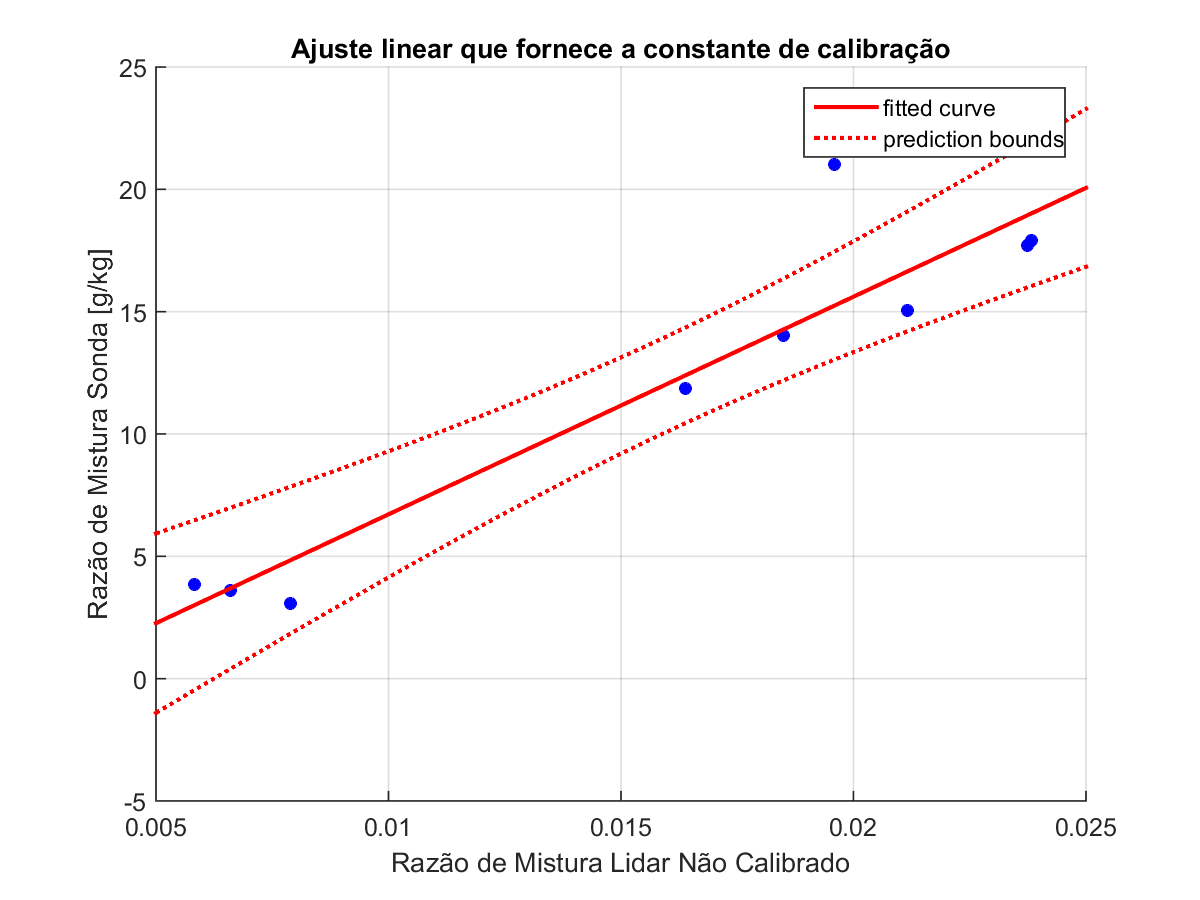 Ajuste linear que fornece a constante de calibração
25
20
15
10
5
0
-5
Razão de Mistura Sonda [g/kg]
fitted curve
prediction bounds
0.005
0.01
0.015
0.02
0.025
Razão de Mistura Lidar Não Calibrado